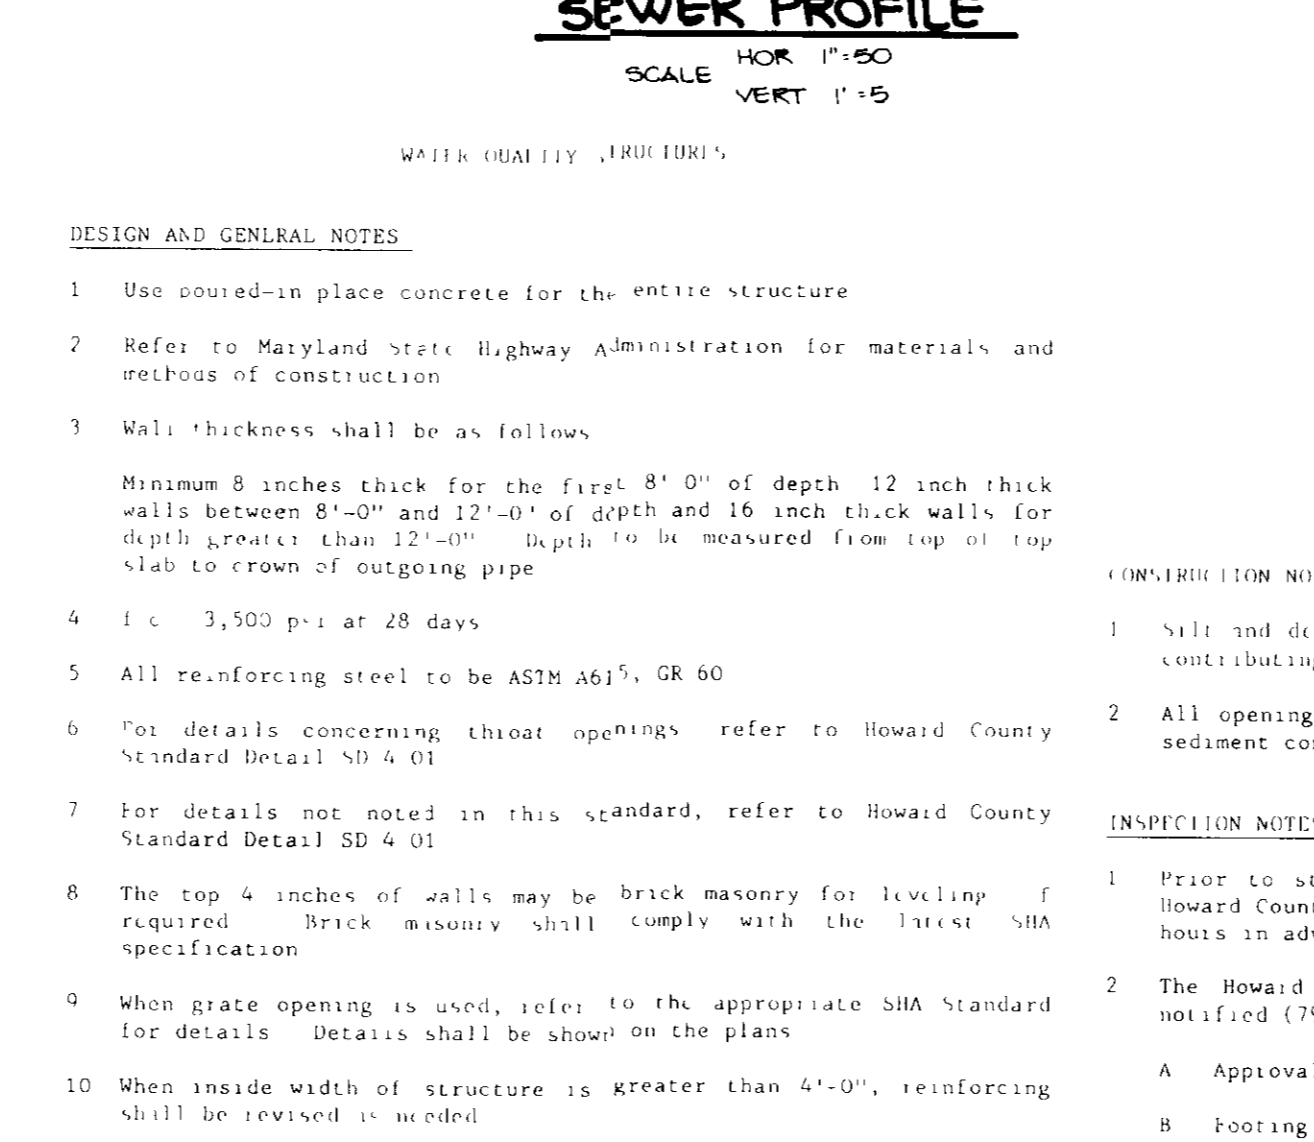 SEWER PROFILE
SCALE HOR 1"=50
VERT 1'=5
WATER QUALITY STRUCTURES
DESIGN AND GENERAL NOTES
1 Use poured-in place concrete for the entire structure
2 Refer to Maryland State Highway Administration for materials and
methods of construction
3 Wall thickness shall be as follows
Minimum 8 inches thick for the first 8' 0" of depth 12 inch thick
walls between 8'-0" and 12'-0' of depth and 16 inch thick walls for
depth greater than 12'-0" Depth to be measured from top of top
slab to crown of outgoing pipe
4 f c 3,500 psi at 28 days
5 All reinforcing steel to be ASTM A615, GR 60
6 For details concerning throat openings refer to Howard County
Standard Detail SD 4 01
7 For details not noted in this standard, refer to Howard County
Standard Detail SD 4 01
8 The top 4 inches of walls may be brick masonry for leveling f
required Brick masonry shall comply with the latest SHA
specification
9 When grate opening is used, refer to the appropriate SHA Standard
for details Details shall be shown on the plans
10 When inside width of structure is greater than 4'-0", reinforcing
shall be revised as needed
CONSTRUCTION NO
1 Silt and de
contributing
2 All opening
sediment co
INSPECTION NOTES
1 Prior to st
Howard Count
hours in adv
2 The Howard
notified (79
A Approval
B Footing